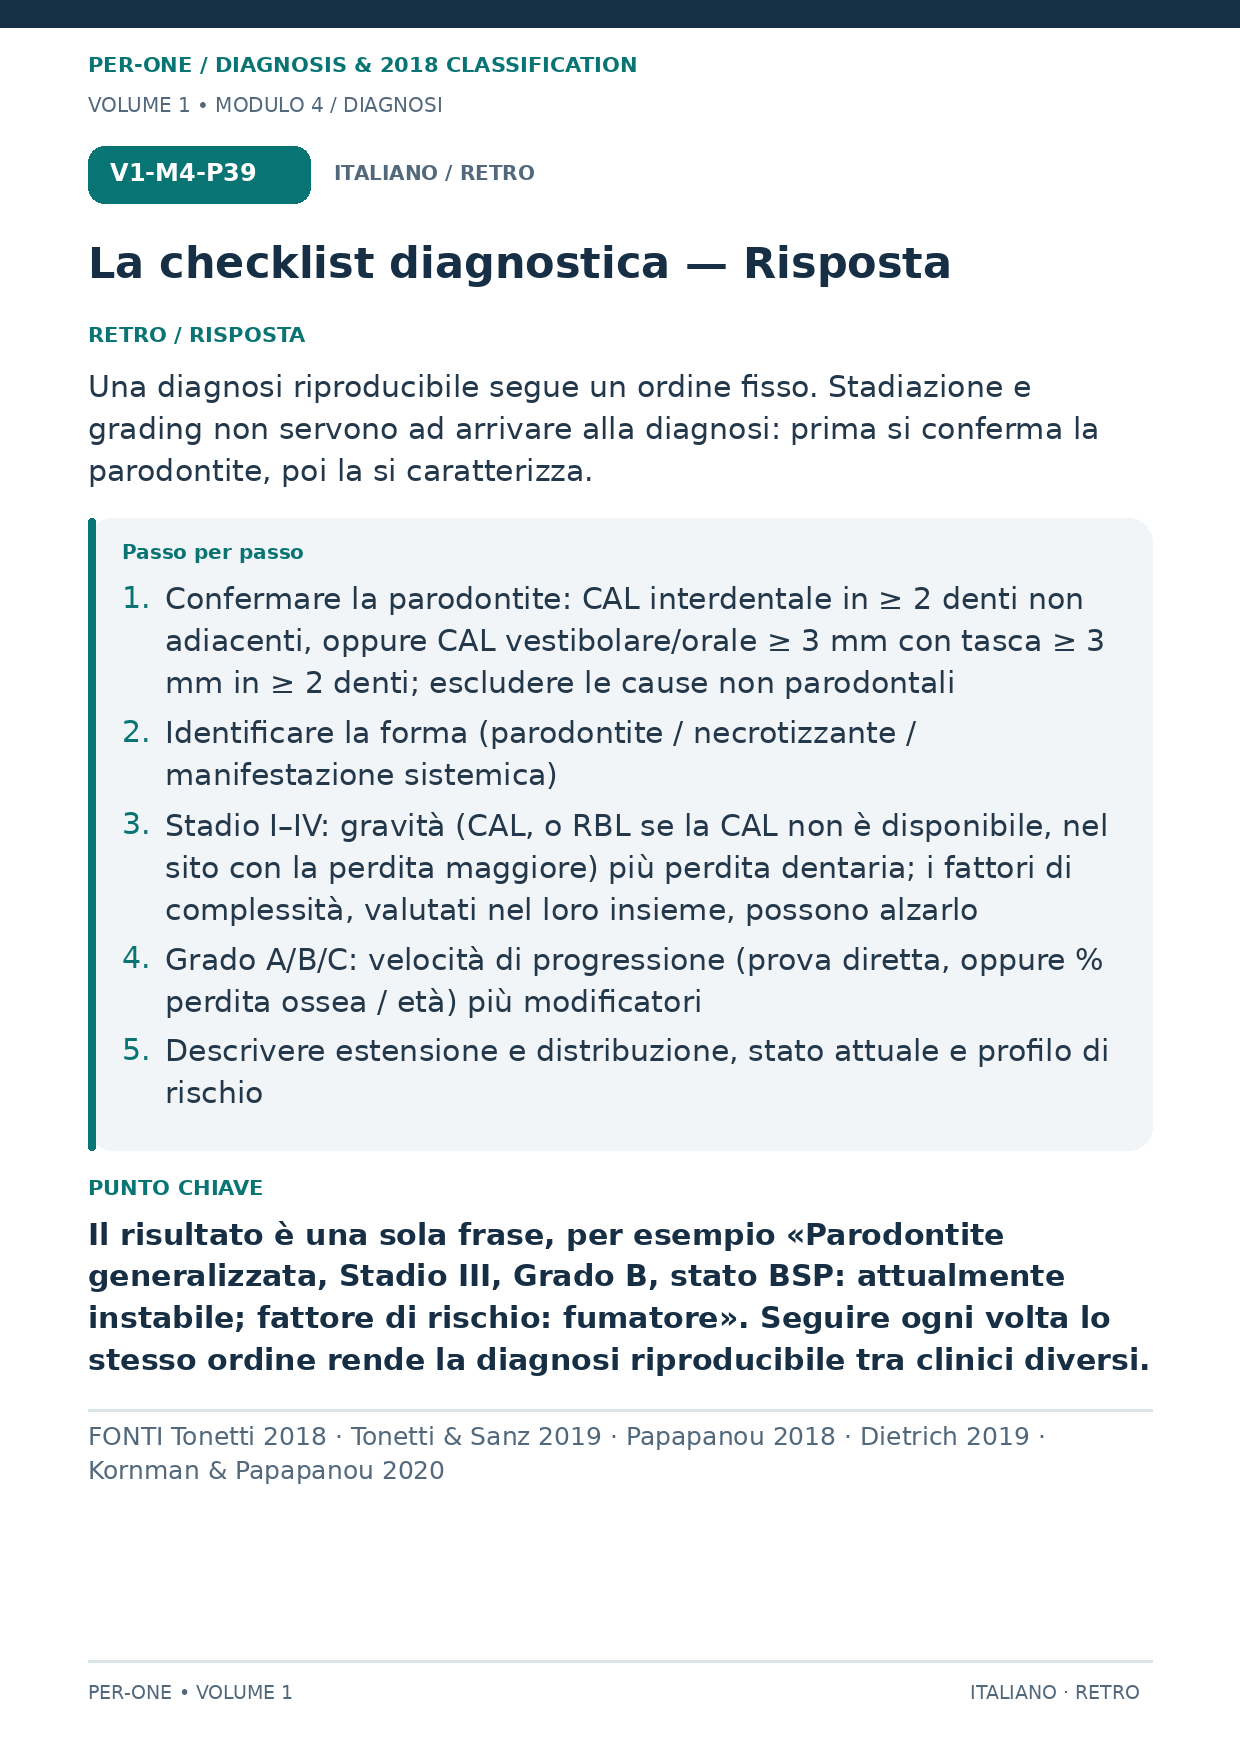 PER-ONE / DIAGNOSIS & 2018 CLASSIFICATION
VOLUME 1 • MODULO 4 / DIAGNOSI
V1-M4-P39
ITALIANO / RETRO
La checklist diagnostica — Risposta
RETRO / RISPOSTA
Una diagnosi riproducibile segue un ordine fisso. Stadiazione e
grading non servono ad arrivare alla diagnosi: prima si conferma la
parodontite, poi la si caratterizza.
Passo per passo
1. Confermare la parodontite: CAL interdentale in ≥ 2 denti non
adiacenti, oppure CAL vestibolare/orale ≥ 3 mm con tasca ≥ 3
mm in ≥ 2 denti; escludere le cause non parodontali
2. Identificare la forma (parodontite / necrotizzante /
manifestazione sistemica)
3. Stadio I–IV: gravità (CAL, o RBL se la CAL non è disponibile, nel
sito con la perdita maggiore) più perdita dentaria; i fattori di
complessità, valutati nel loro insieme, possono alzarlo
4. Grado A/B/C: velocità di progressione (prova diretta, oppure %
perdita ossea / età) più modificatori
5. Descrivere estensione e distribuzione, stato attuale e profilo di
rischio
PUNTO CHIAVE
Il risultato è una sola frase, per esempio «Parodontite
generalizzata, Stadio III, Grado B, stato BSP: attualmente
instabile; fattore di rischio: fumatore». Seguire ogni volta lo
stesso ordine rende la diagnosi riproducibile tra clinici diversi.
FONTI Tonetti 2018 · Tonetti & Sanz 2019 · Papapanou 2018 · Dietrich 2019 ·
Kornman & Papapanou 2020
PER-ONE • VOLUME 1
ITALIANO · RETRO